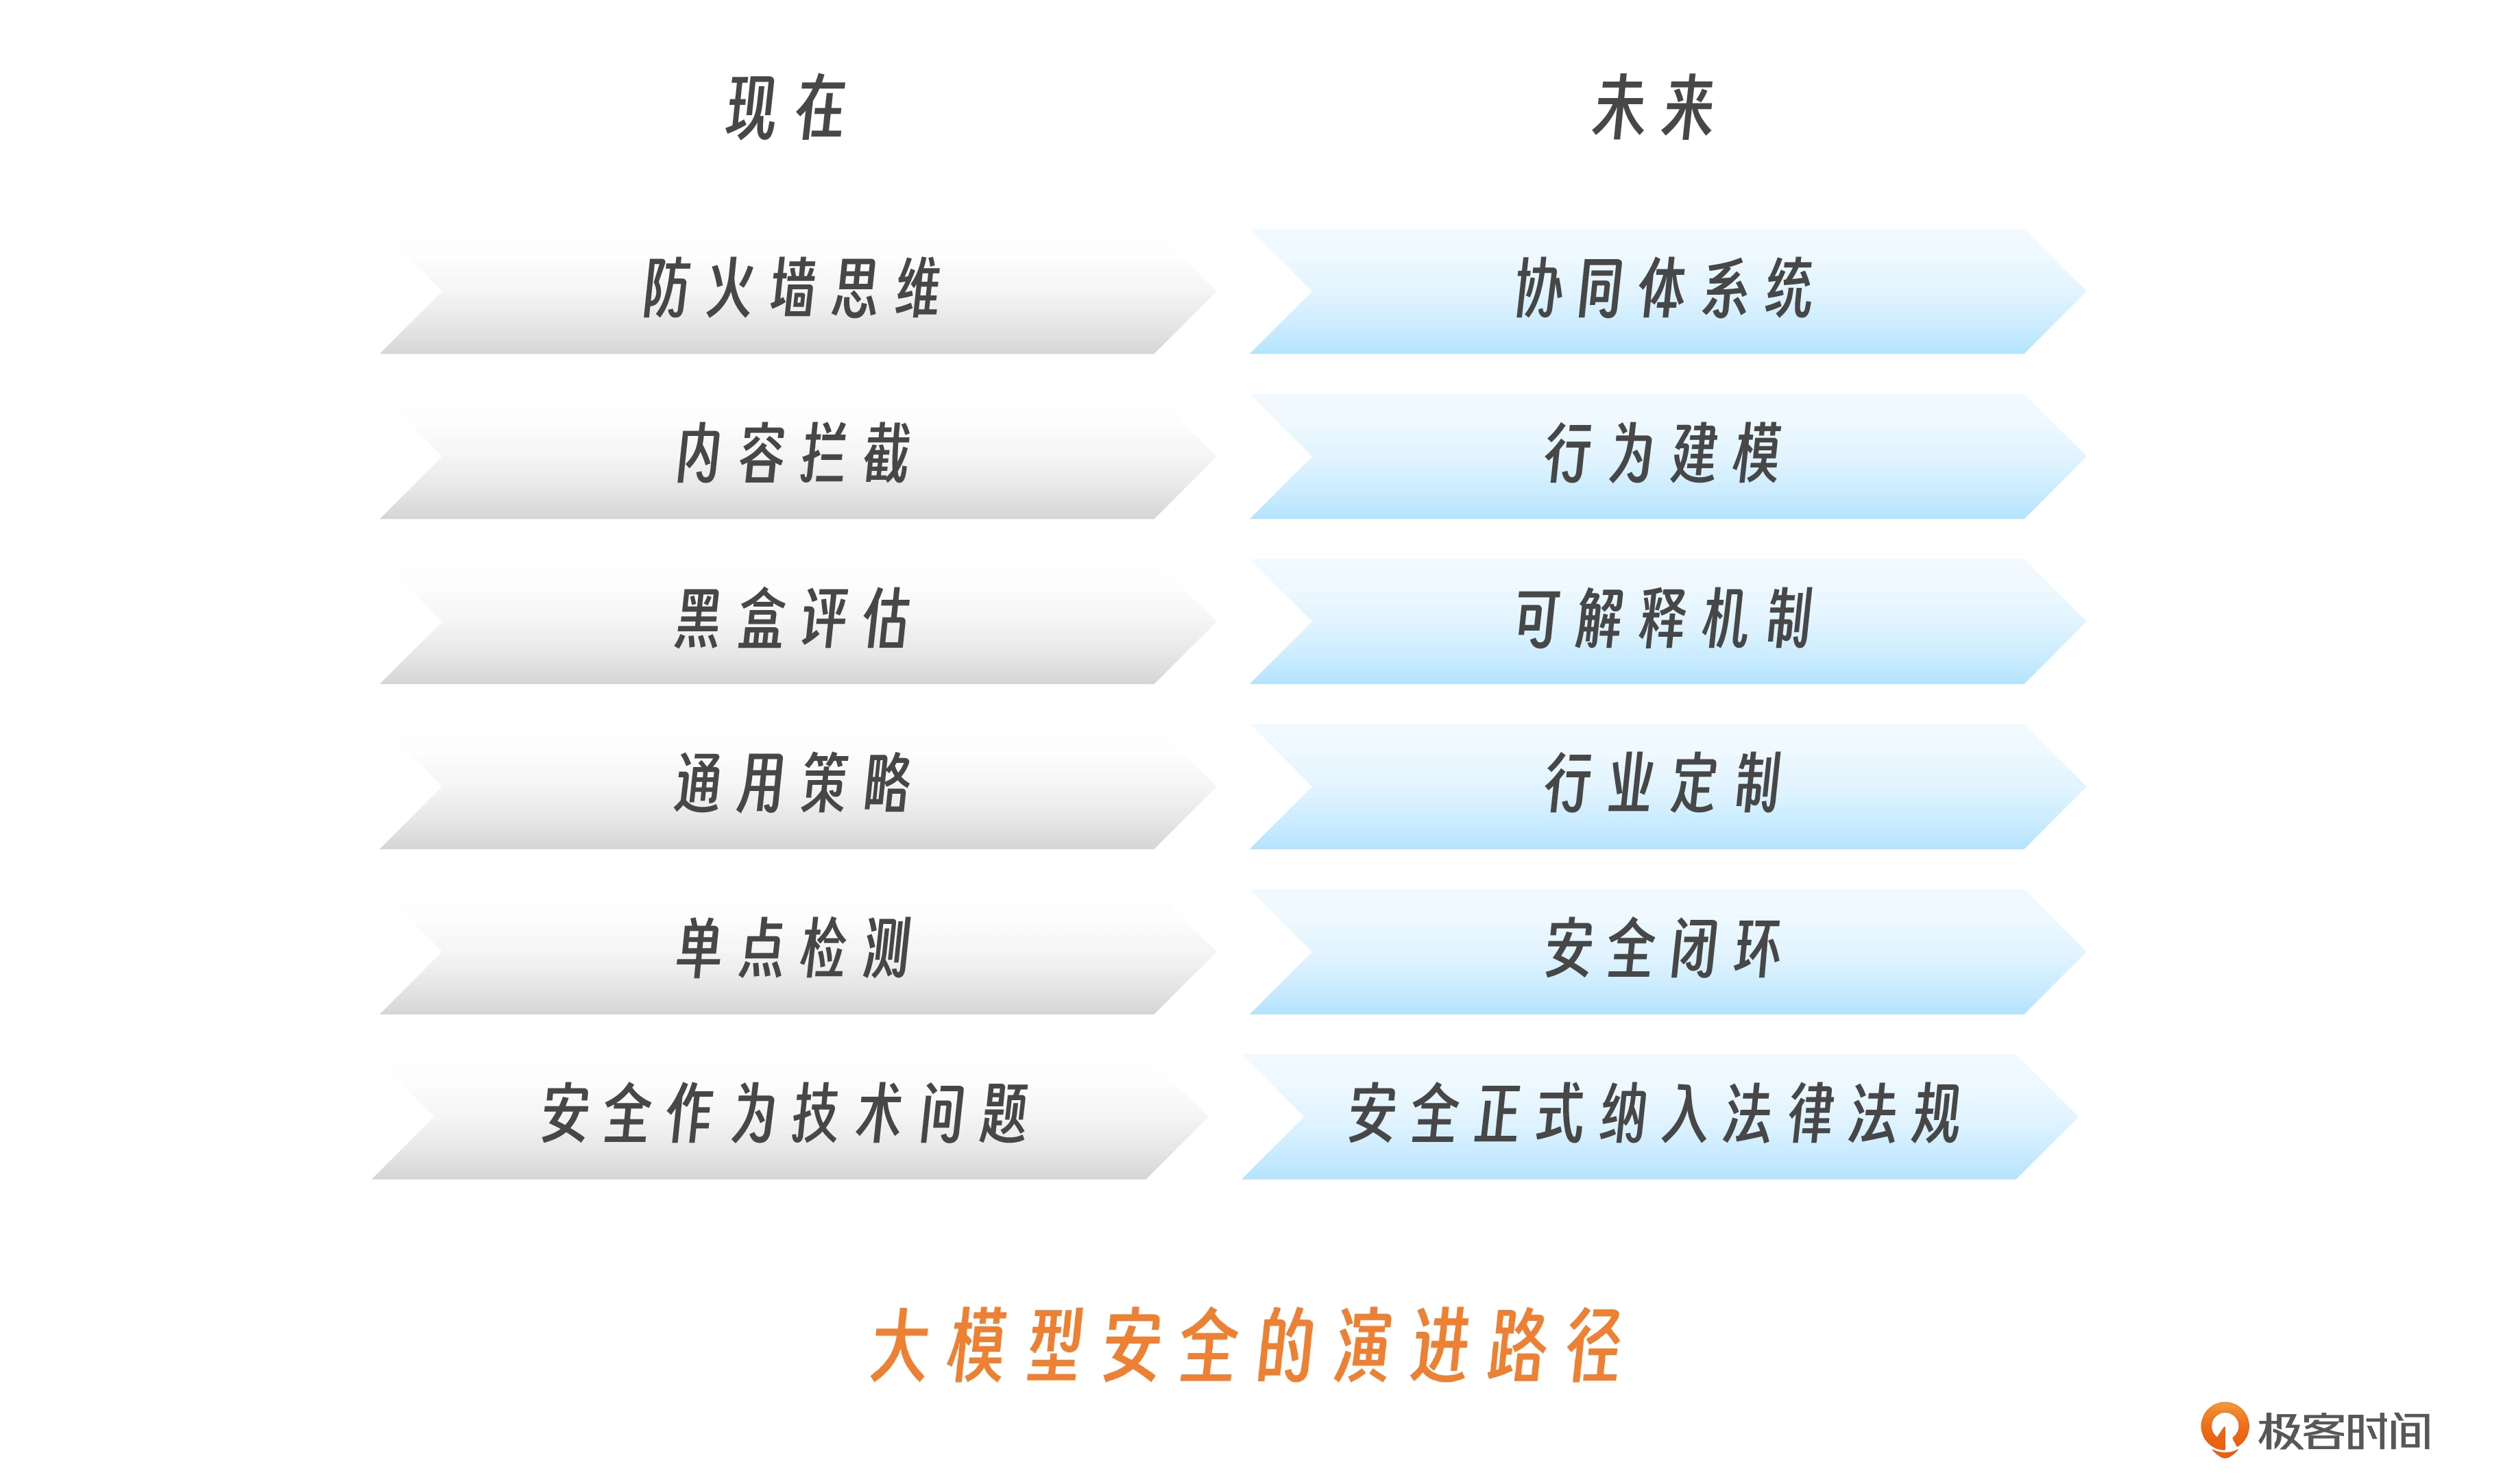 现在 未来
防火墙思维 协同体系统
内容拦截 行为建模
黑盒评估 可解释机制
通用策略 行业定制
单点检测 安全闭环
安全作为技术问题 安全正式纳入法律法规
大模型安全的演进路径
极客时间